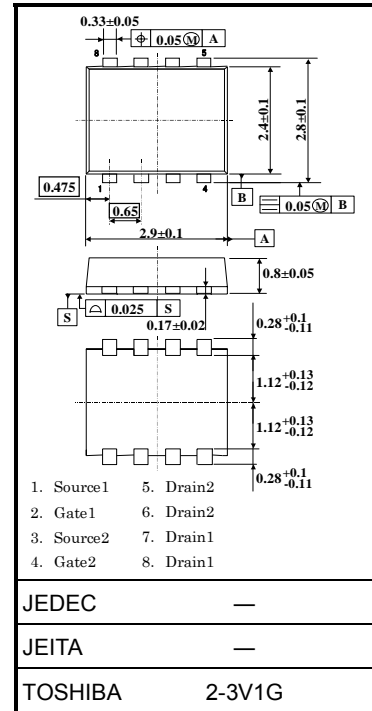 0.33±0.05
⌖ 0.05Ⓜ A
8 5
2.4±0.1
2.8±0.1
0.475
1 4
0.65
B
⌯ 0.05Ⓜ B
2.9±0.1
A
0.8±0.05
S
⌓ 0.025 S
0.17±0.02
0.28+0.1 -0.11
1.12+0.13 -0.12
1.12+0.13 -0.12
0.28+0.1 -0.11
1. Source1 5. Drain2
2. Gate1 6. Drain2
3. Source2 7. Drain1
4. Gate2 8. Drain1
JEDEC —
JEITA —
TOSHIBA 2-3V1G